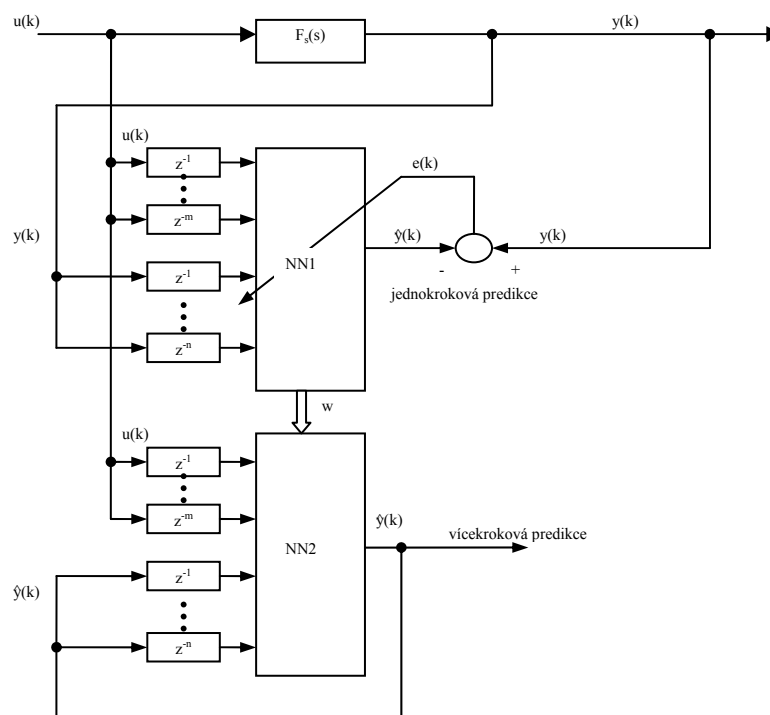 u(k)
F_s(s)
y(k)
u(k)
z^-1
e(k)
z^-m
y(k)
ŷ(k)
y(k)
NN1
- +
z^-1
jednokroková predikce
z^-n
w
u(k)
z^-1
z^-m
ŷ(k)
vícekroková predikce
NN2
z^-1
ŷ(k)
z^-n